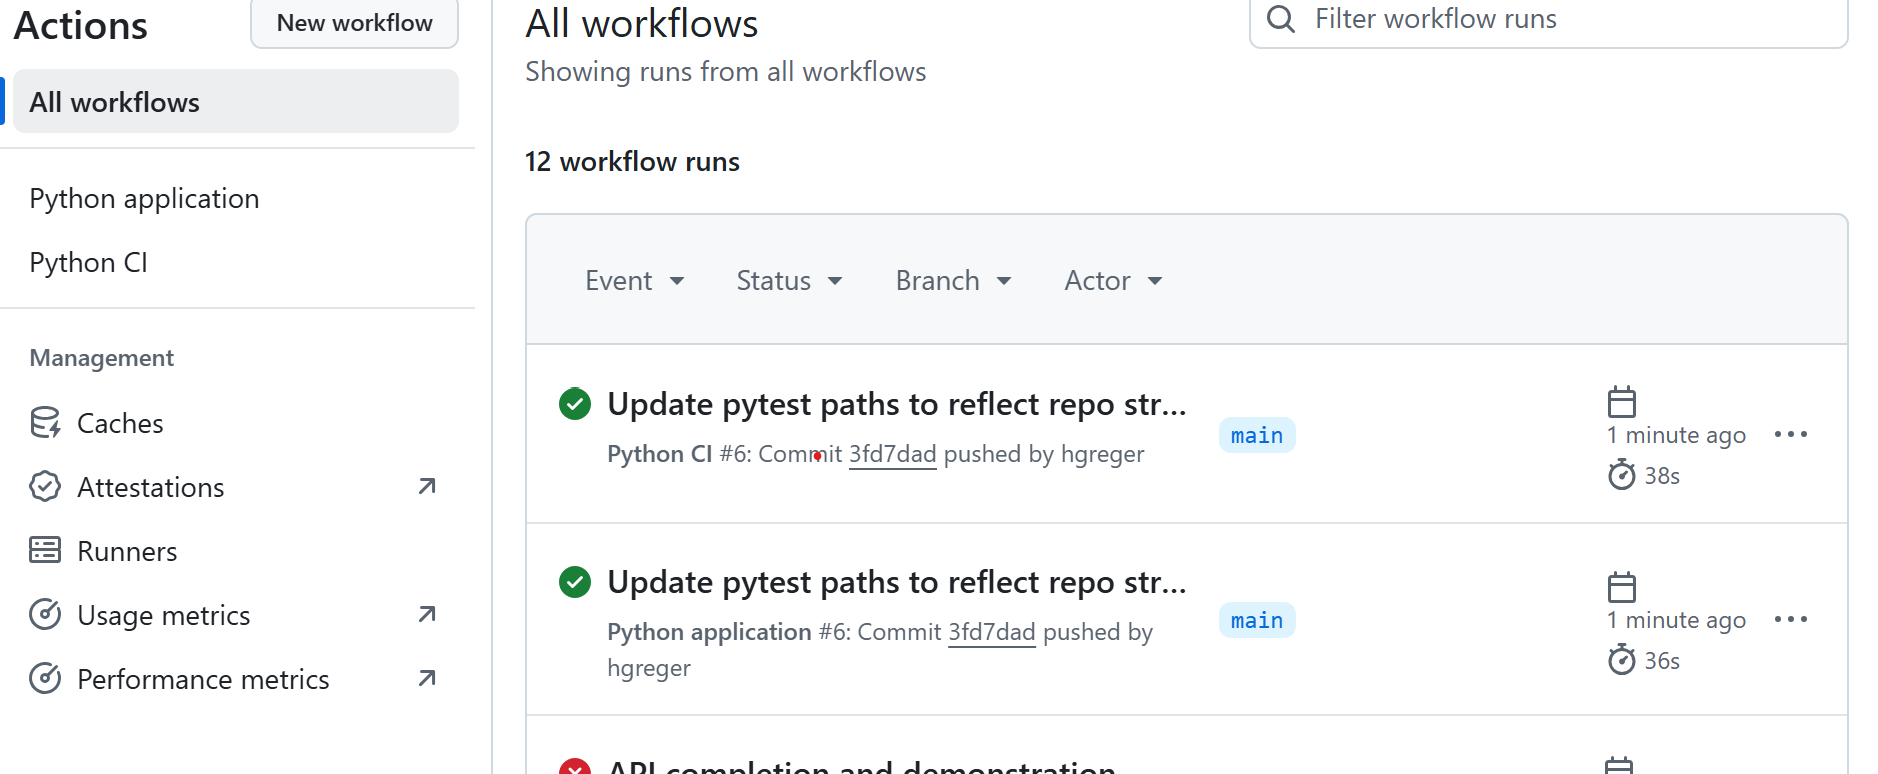 Actions
New workflow
All workflows
Python application
Python CI
Management
Caches
Attestations
Runners
Usage metrics
Performance metrics
All workflows
Showing runs from all workflows
Filter workflow runs
12 workflow runs
Event
Status
Branch
Actor
Update pytest paths to reflect repo str...
Python CI #6: Commit 3fd7dad pushed by hgreger
main
1 minute ago
38s
Update pytest paths to reflect repo str...
Python application #6: Commit 3fd7dad pushed by
hgreger
main
1 minute ago
36s
API completion and demonstration